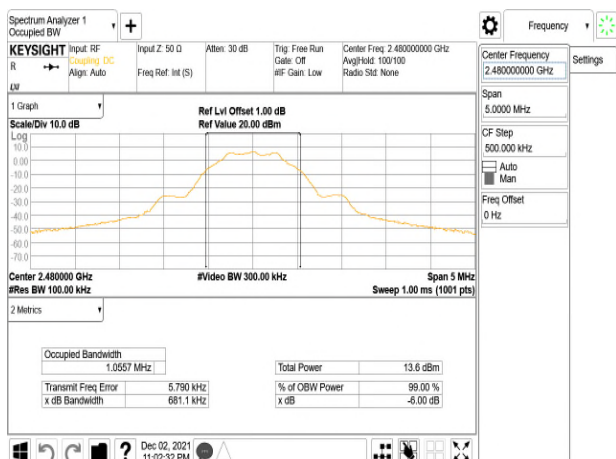 Spectrum Analyzer 1
Occupied BW
Frequency
KEYSIGHT Input: RF Input Z: 50 Ω Atten: 30 dB Trig: Free Run Center Freq: 2.480000000 GHz
Coupling: DC Gate: Off Avg|Hold: 100/100
R Align: Auto Freq Ref: Int (S) #IF Gain: Low Radio Std: None
LXI
Center Frequency
2.480000000 GHz
Settings
Span
5.0000 MHz
CF Step
500.000 kHz
Auto
Man
Freq Offset
0 Hz
1 Graph
Ref Lvl Offset 1.00 dB
Scale/Div 10.0 dB Ref Value 20.00 dBm
Log
10.0
0.00
-10.0
-20.0
-30.0
-40.0
-50.0
-60.0
-70.0
Center 2.480000 GHz #Video BW 300.00 kHz Span 5 MHz
#Res BW 100.00 kHz Sweep 1.00 ms (1001 pts)
2 Metrics
Occupied Bandwidth
1.0557 MHz
Total Power 13.6 dBm
Transmit Freq Error 5.790 kHz % of OBW Power 99.00 %
x dB Bandwidth 681.1 kHz x dB -6.00 dB
?
Dec 02, 2021
11:02:32 PM